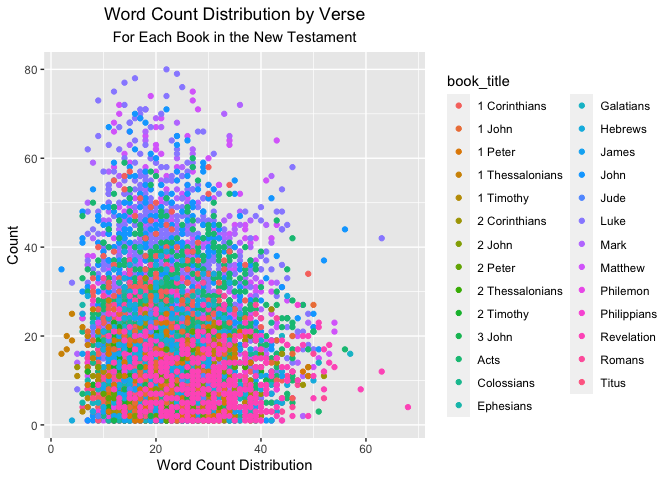 Word Count Distribution by Verse
For Each Book in the New Testament
Count
80
60
40
20
0
0 20 40 60
Word Count Distribution
book_title
1 Corinthians
1 John
1 Peter
1 Thessalonians
1 Timothy
2 Corinthians
2 John
2 Peter
2 Thessalonians
2 Timothy
3 John
Acts
Colossians
Ephesians
Galatians
Hebrews
James
John
Jude
Luke
Mark
Matthew
Philemon
Philippians
Revelation
Romans
Titus